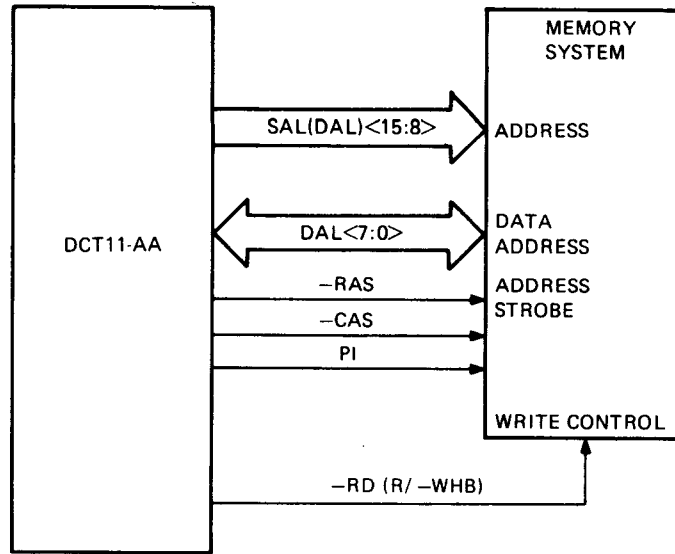 MEMORY
SYSTEM
SAL(DAL)<15:8>
ADDRESS
DCT11-AA
DAL<7:0>
DATA
ADDRESS
—RAS
ADDRESS
STROBE
—CAS
PI
WRITE CONTROL
—RD (R/ —WHB)